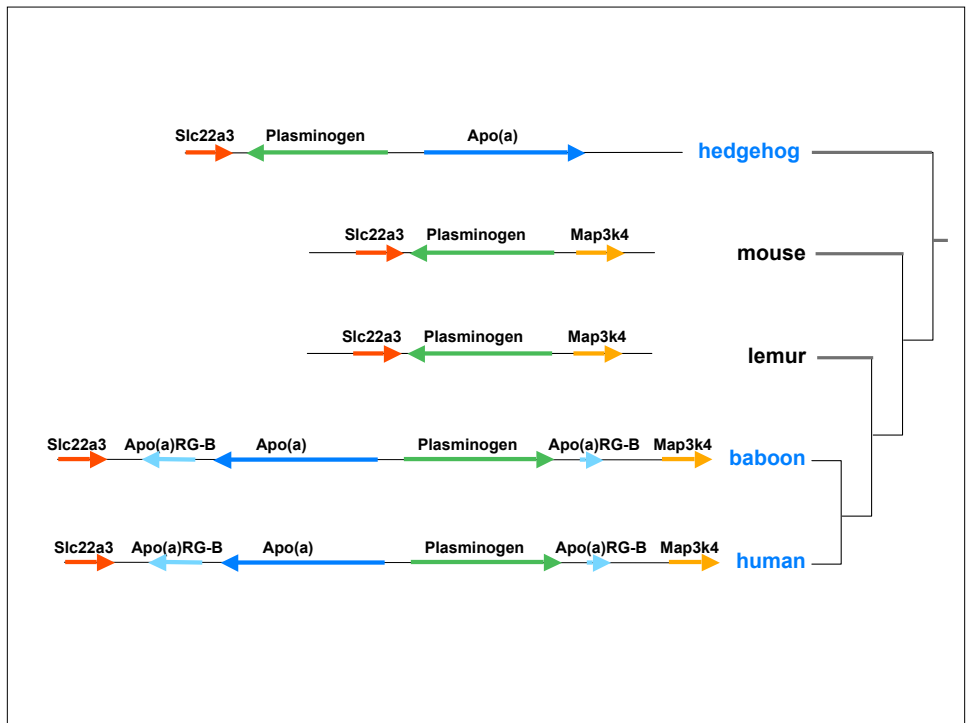 Slc22a3 Plasminogen Apo(a)
hedgehog
Slc22a3 Plasminogen Map3k4
mouse
Slc22a3 Plasminogen Map3k4
lemur
Slc22a3 Apo(a)RG-B Apo(a) Plasminogen Apo(a)RG-B Map3k4
baboon
Slc22a3 Apo(a)RG-B Apo(a) Plasminogen Apo(a)RG-B Map3k4
human